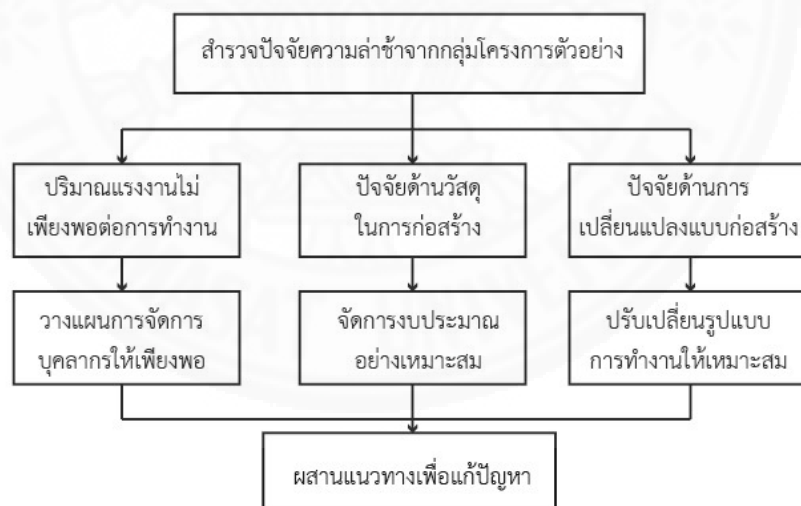 สำรวจปัจจัยความล่าช้าจากกลุ่มโครงการตัวอย่าง
ปริมาณแรงงานไม่
เพียงพอต่อการทำงาน
ปัจจัยด้านวัสดุ
ในการก่อสร้าง
ปัจจัยด้านการ
เปลี่ยนแปลงแบบก่อสร้าง
วางแผนการจัดการ
บุคลากรให้เพียงพอ
จัดการงบประมาณ
อย่างเหมาะสม
ปรับเปลี่ยนรูปแบบ
การทำงานให้เหมาะสม
ผสานแนวทางเพื่อแก้ปัญหา